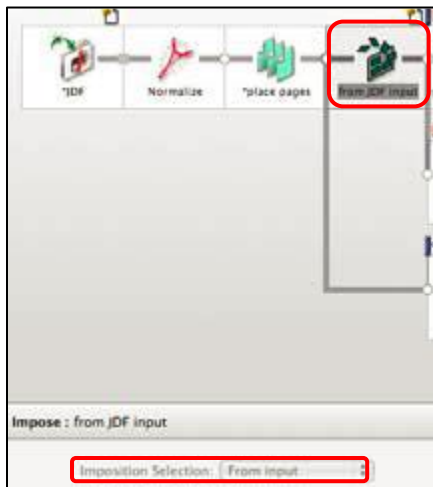 *JDF
Normalize
*place pages
from JDF input
Impose : from JDF input
Imposition Selection: From input